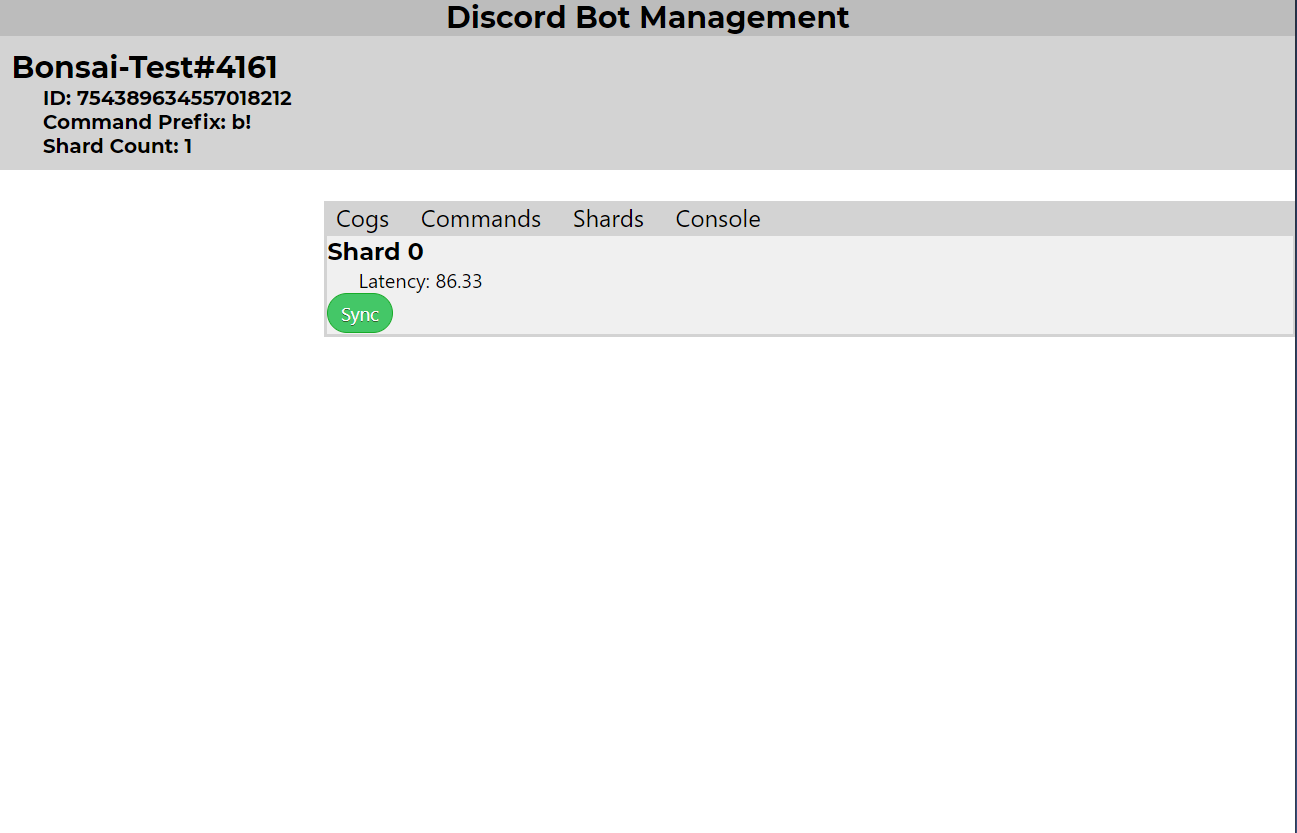 Discord Bot Management
Bonsai-Test#4161
ID: 754389634557018212
Command Prefix: b!
Shard Count: 1
Cogs Commands Shards Console
Shard 0
Latency: 86.33
Sync